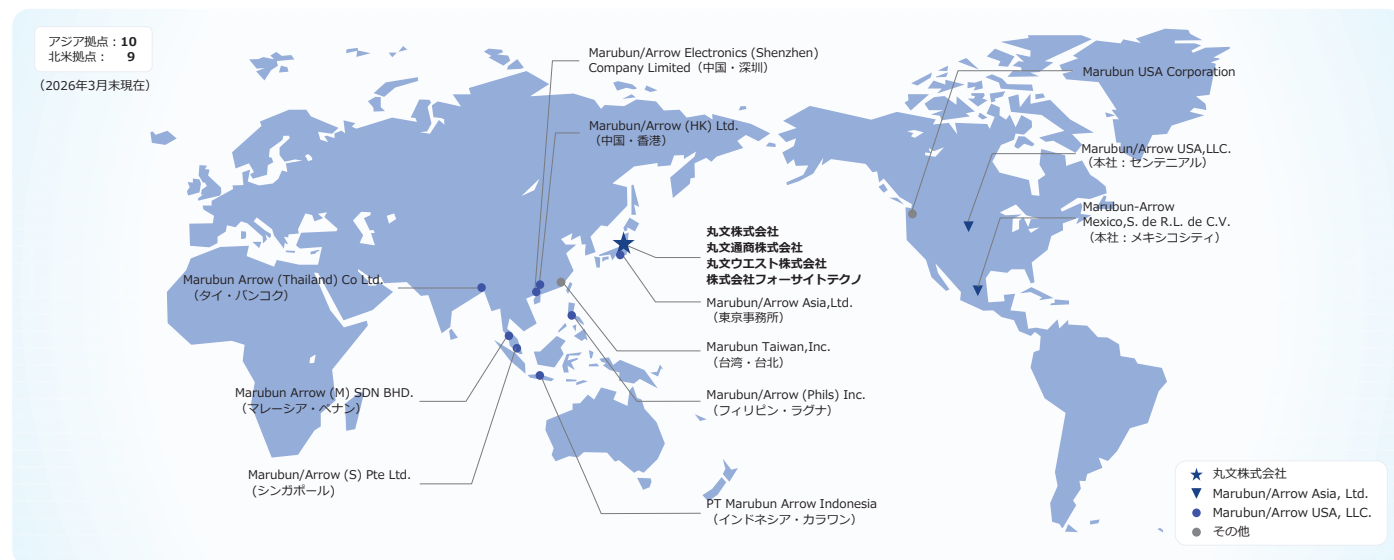 アジア拠点：10
北米拠点： 9
（2026年3月末現在）
Marubun/Arrow Electronics (Shenzhen)
Company Limited（中国・深圳）
Marubun/Arrow (HK) Ltd.
（中国・香港）
Marubun USA Corporation
Marubun/Arrow USA,LLC.
（本社：センテニアル）
Marubun-Arrow
Mexico,S. de R.L. de C.V.
（本社：メキシコシティ）
丸文株式会社
丸文通商株式会社
丸文ウエスト株式会社
株式会社フォーサイトテクノ
Marubun Arrow (Thailand) Co Ltd.
（タイ・バンコク）
Marubun/Arrow Asia,Ltd.
（東京事務所）
Marubun Taiwan,Inc.
（台湾・台北）
Marubun Arrow (M) SDN BHD.
（マレーシア・ペナン）
Marubun/Arrow (Phils) Inc.
（フィリピン・ラグナ）
Marubun/Arrow (S) Pte Ltd.
（シンガポール）
PT Marubun Arrow Indonesia
（インドネシア・カラワン）
丸文株式会社
Marubun/Arrow Asia, Ltd.
Marubun/Arrow USA, LLC.
その他